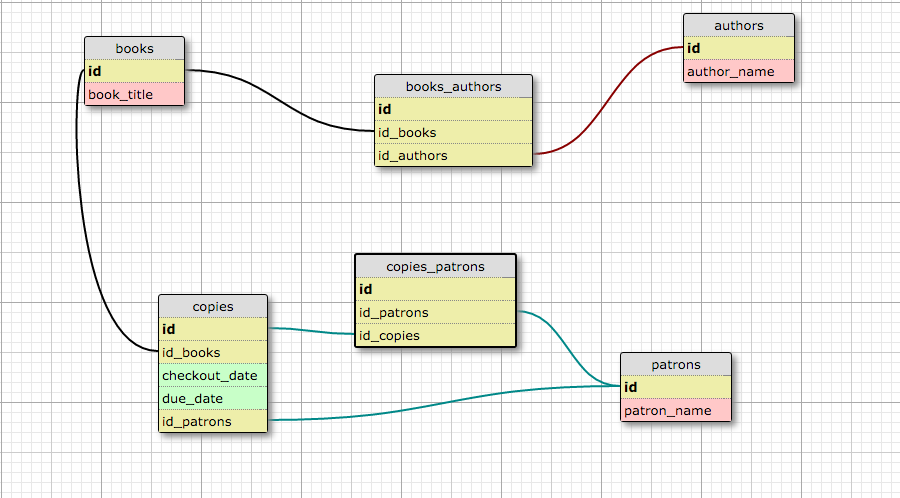 books
id
book_title
books_authors
id
id_books
id_authors
authors
id
author_name
copies
id
id_books
checkout_date
due_date
id_patrons
copies_patrons
id
id_patrons
id_copies
patrons
id
patron_name